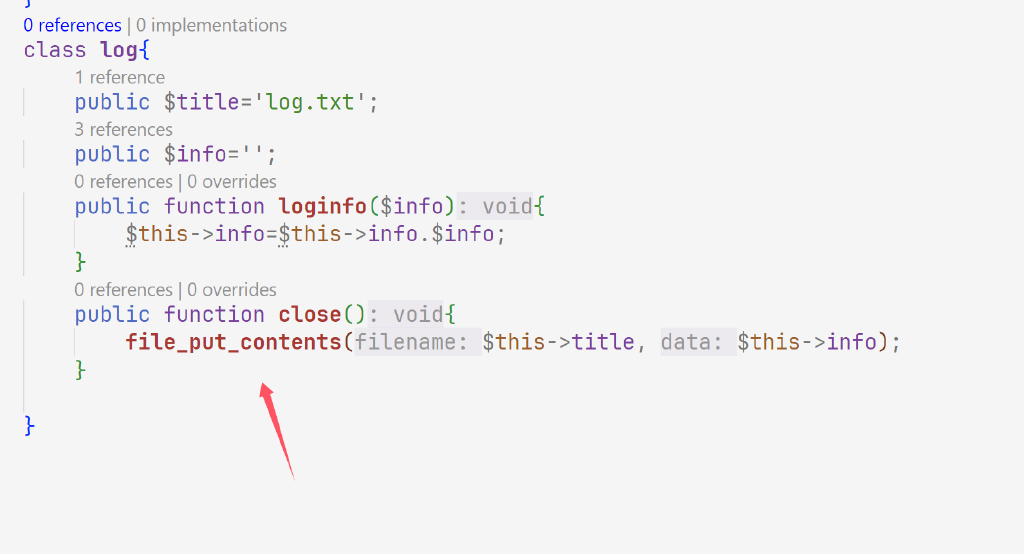 }
0 references | 0 implementations
class log{
1 reference
public $title='log.txt';
3 references
public $info='';
0 references | 0 overrides
public function loginfo($info): void{
$this->info=$this->info.$info;
}
0 references | 0 overrides
public function close(): void{
file_put_contents(filename: $this->title, data: $this->info);
}
}